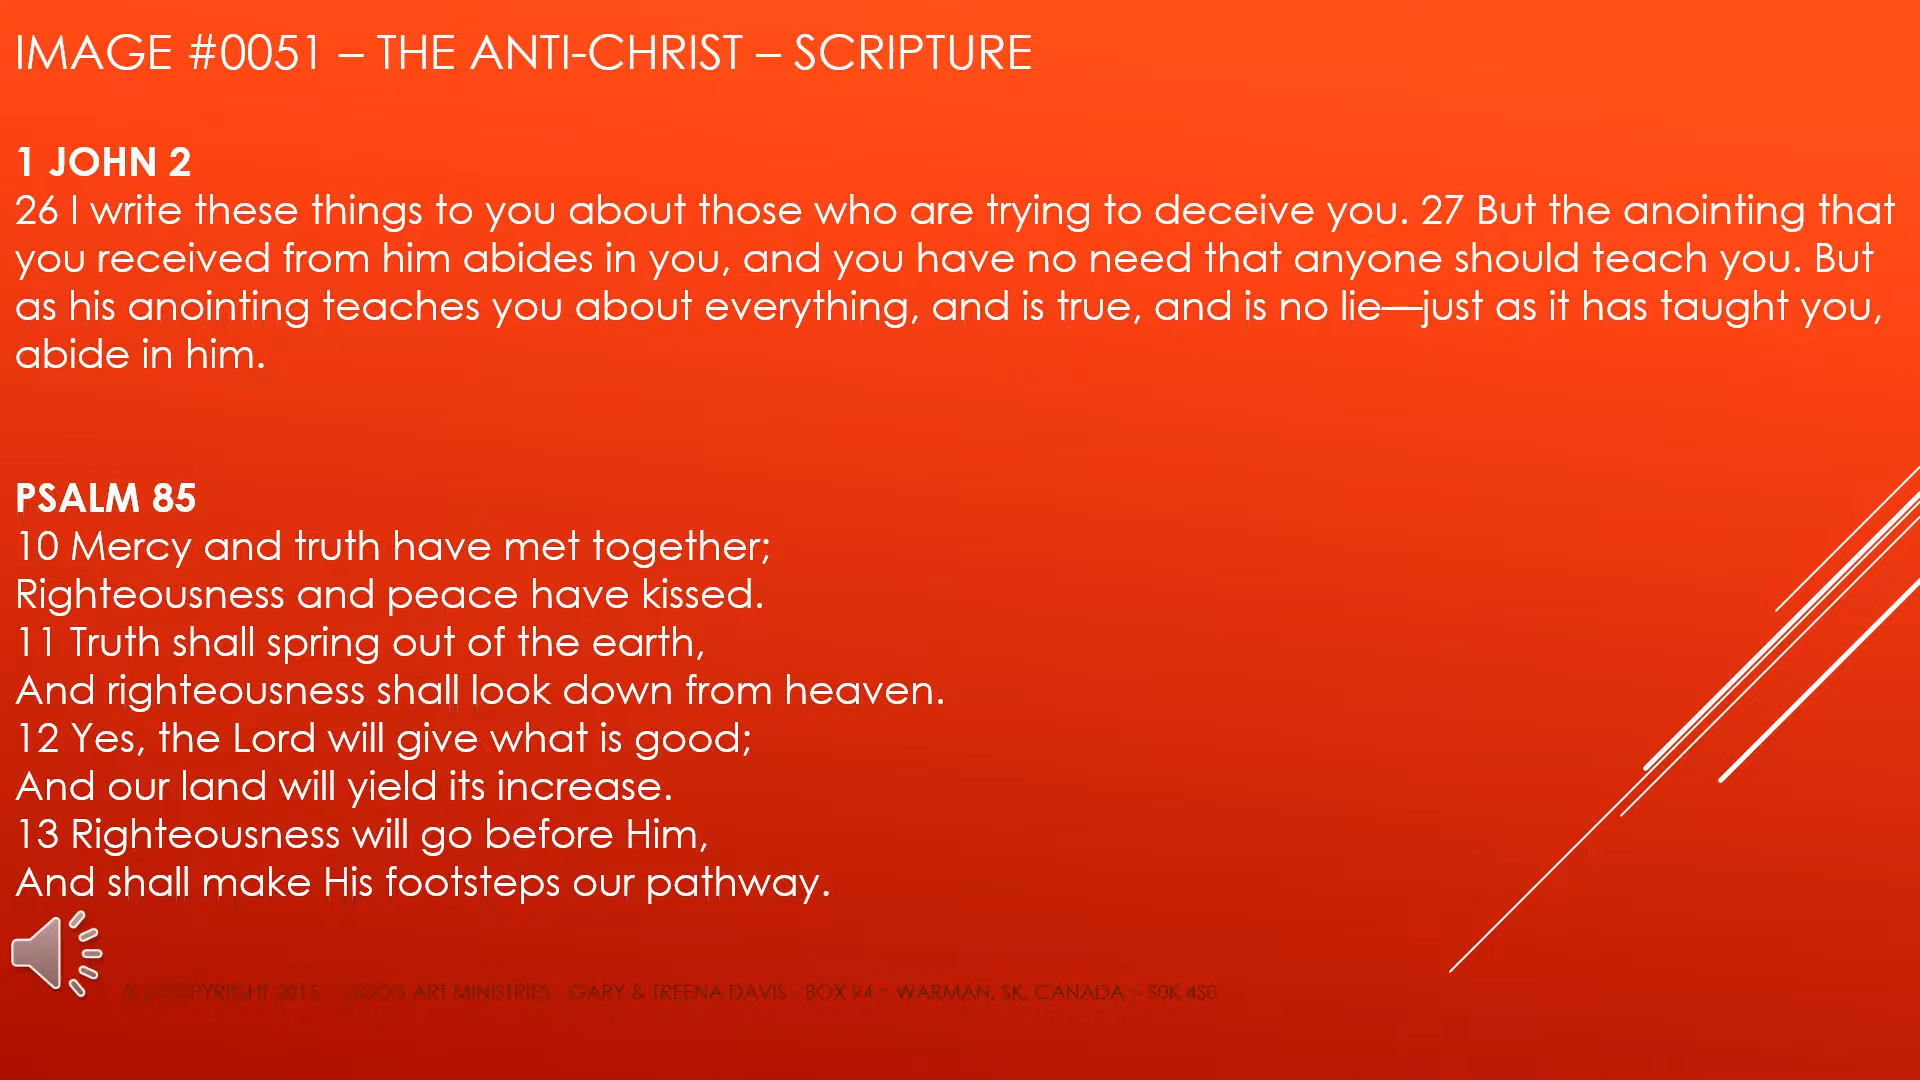 IMAGE #0051 – THE ANTI-CHRIST – SCRIPTURE
1 JOHN 2
26 I write these things to you about those who are trying to deceive you. 27 But the anointing that
you received from him abides in you, and you have no need that anyone should teach you. But
as his anointing teaches you about everything, and is true, and is no lie—just as it has taught you,
abide in him.
PSALM 85
10 Mercy and truth have met together;
Righteousness and peace have kissed.
11 Truth shall spring out of the earth,
And righteousness shall look down from heaven.
12 Yes, the Lord will give what is good;
And our land will yield its increase.
13 Righteousness will go before Him,
And shall make His footsteps our pathway.
COPYRIGHT 2015 ART MINISTRIES - GARY & TREENA DAVIS - BOX 94 – WARMAN, SK, CANADA – S0K